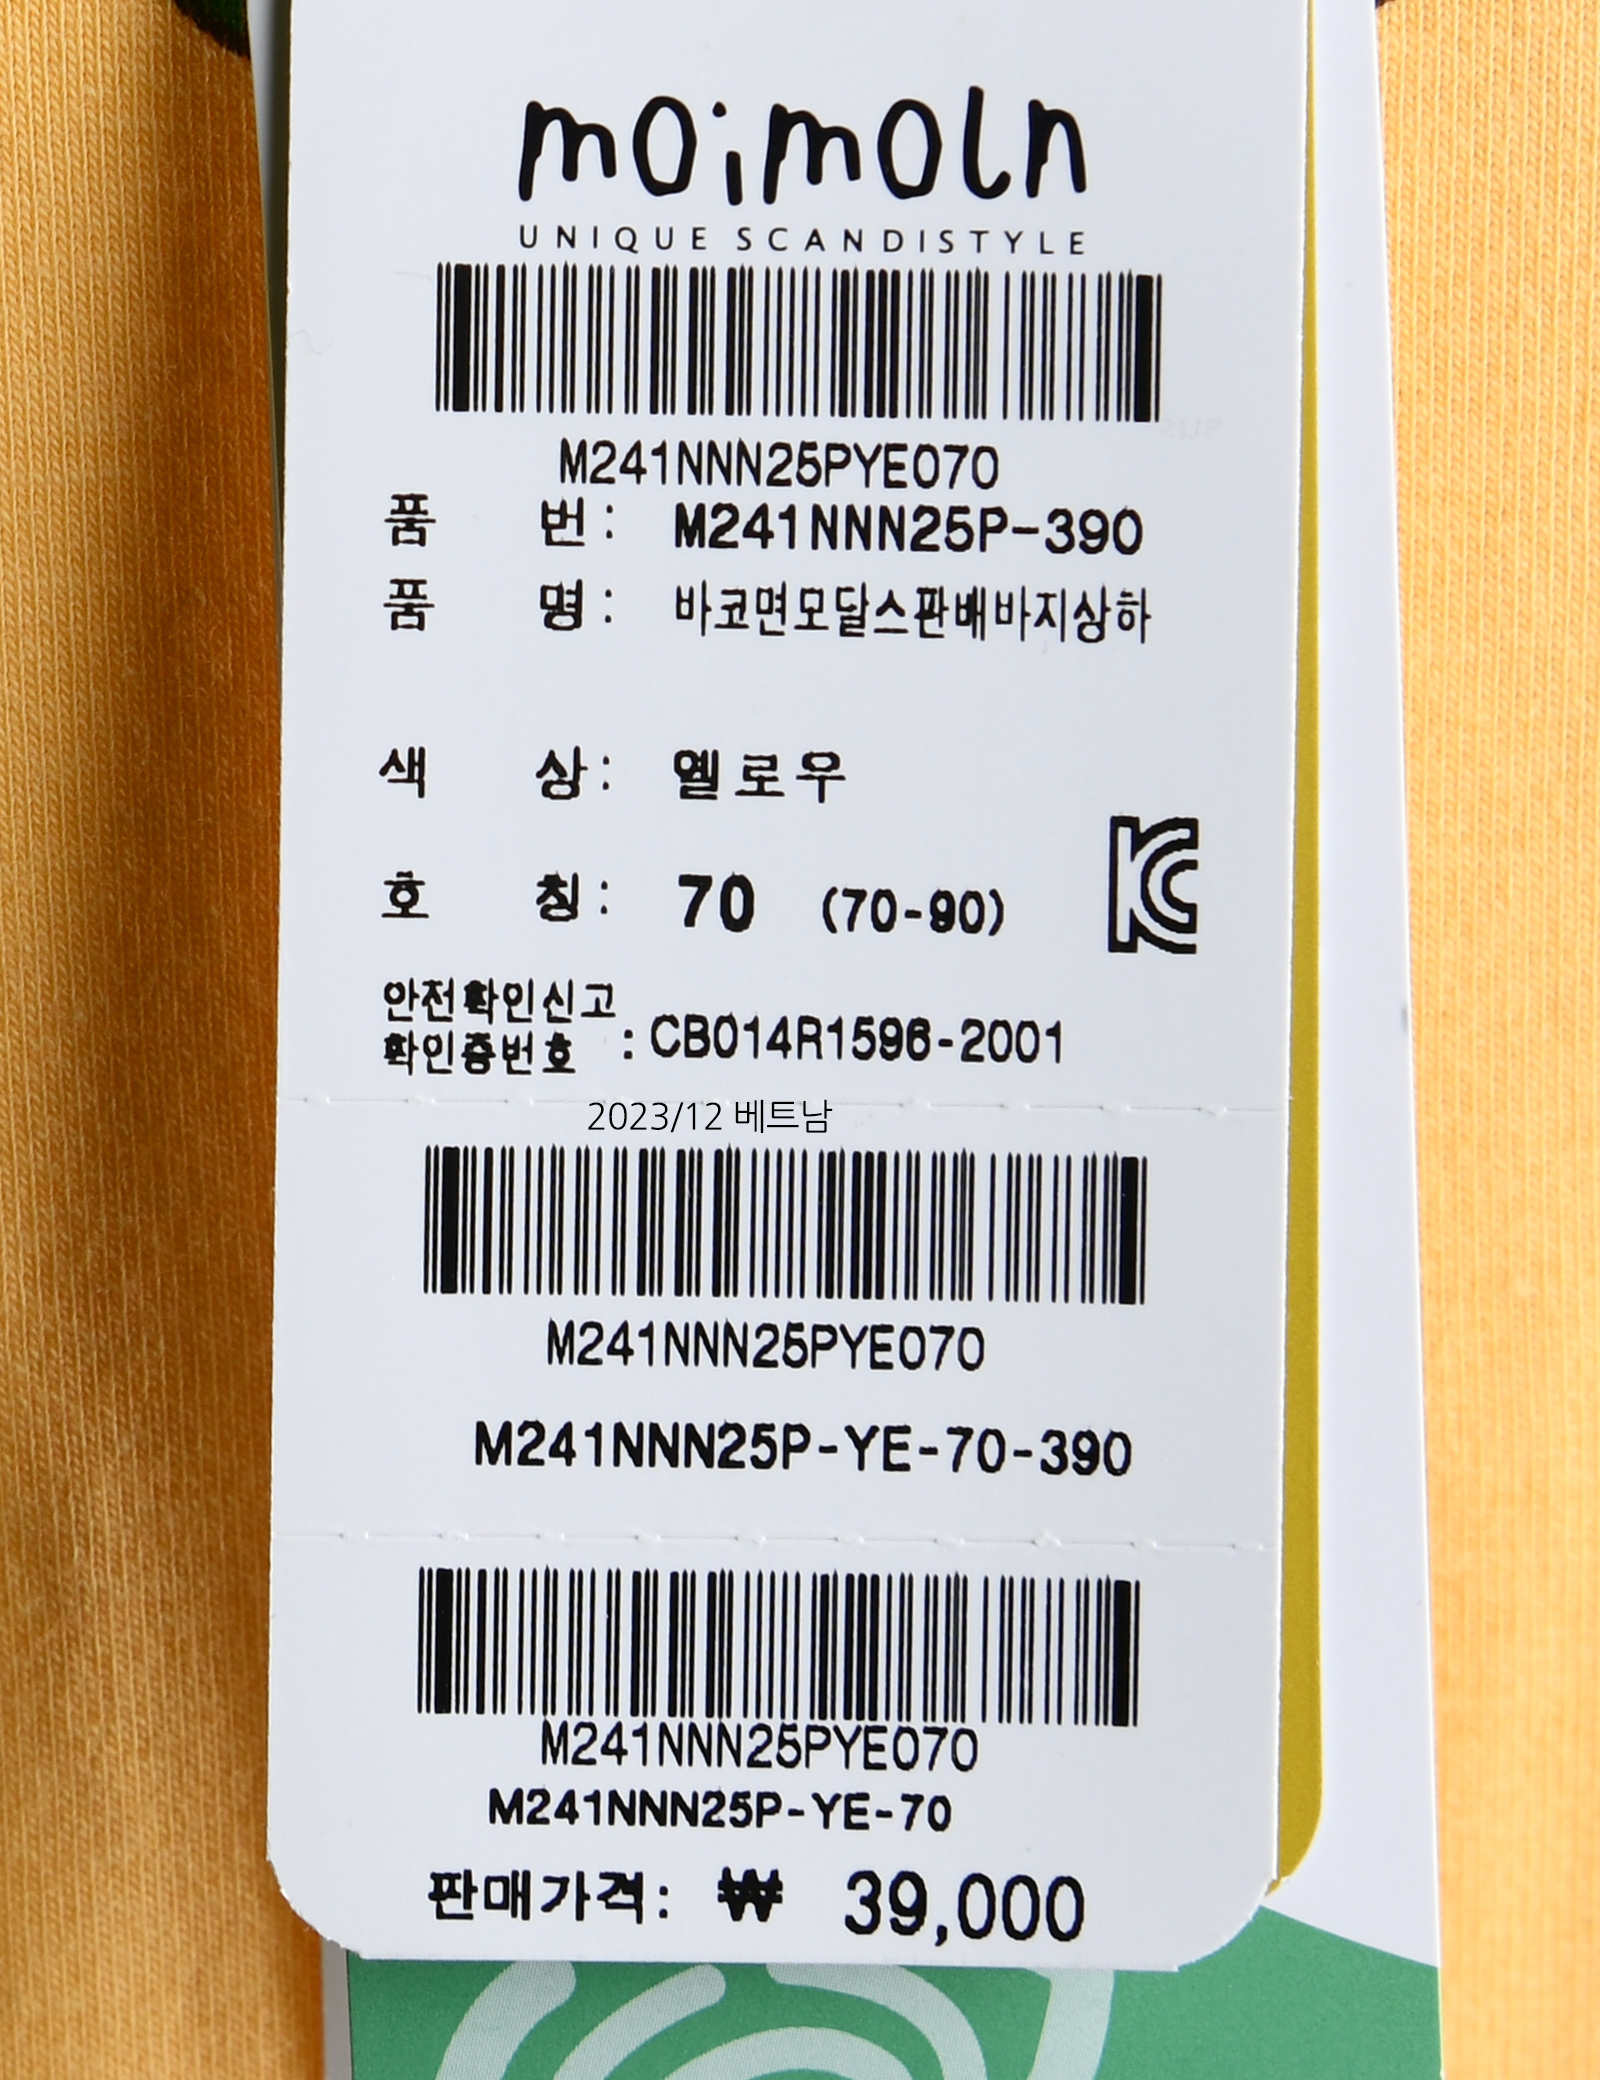 moimoln
UNIQUE SCANDISTYLE
M241NNN25PYE070
품 번: M241NNN25P-390
품 명: 바코면모달스판배바지상하
색 상: 옐로우
호 칭: 70 (70-90)
KC
안전확인신고
확인증번호 : CB014R1596-2001
2023/12 베트남
M241NNN25PYE070
M241NNN25P-YE-70-390
M241NNN25PYE070
M241NNN25P-YE-70
판매가격: ₩ 39,000